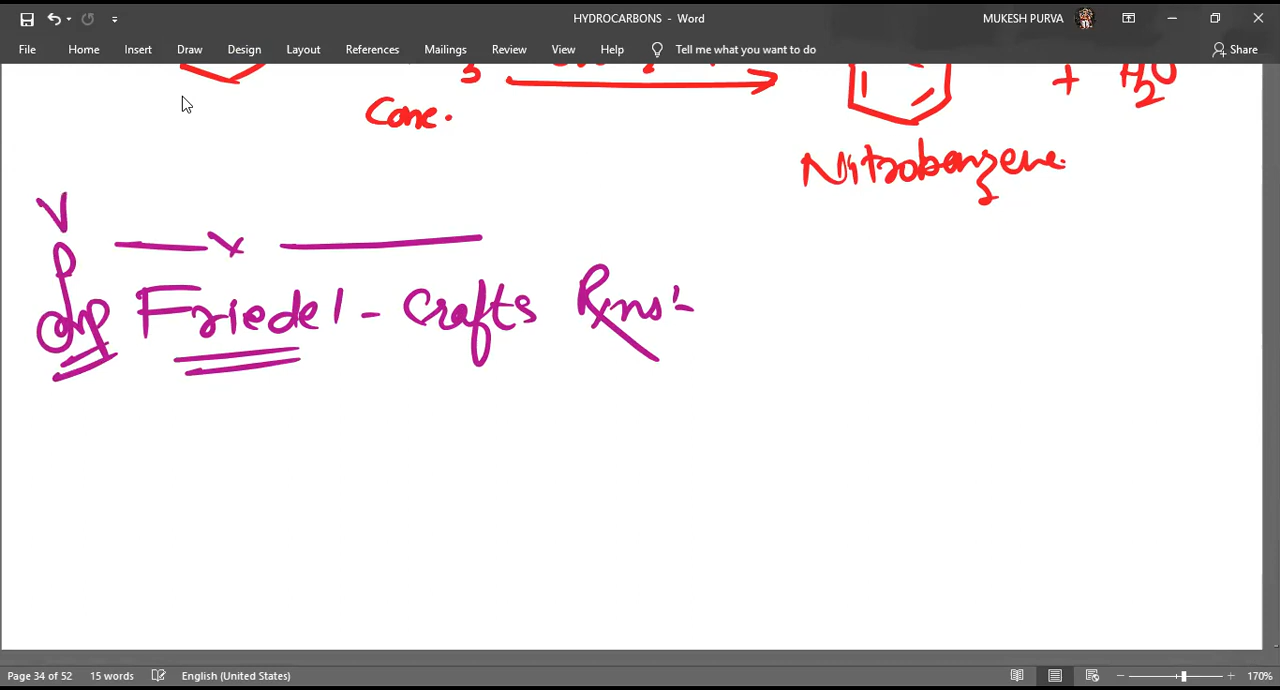 HYDROCARBONS - Word
MUKESH PURVA
File Home Insert Draw Design Layout References Mailings Review View Help Tell me what you want to do Share
3
+ H2O
Conc.
Nitrobenzene
V
x
Imp Friedel - Crafts Rxns:-
Page 34 of 52 15 words English (United States) 170%